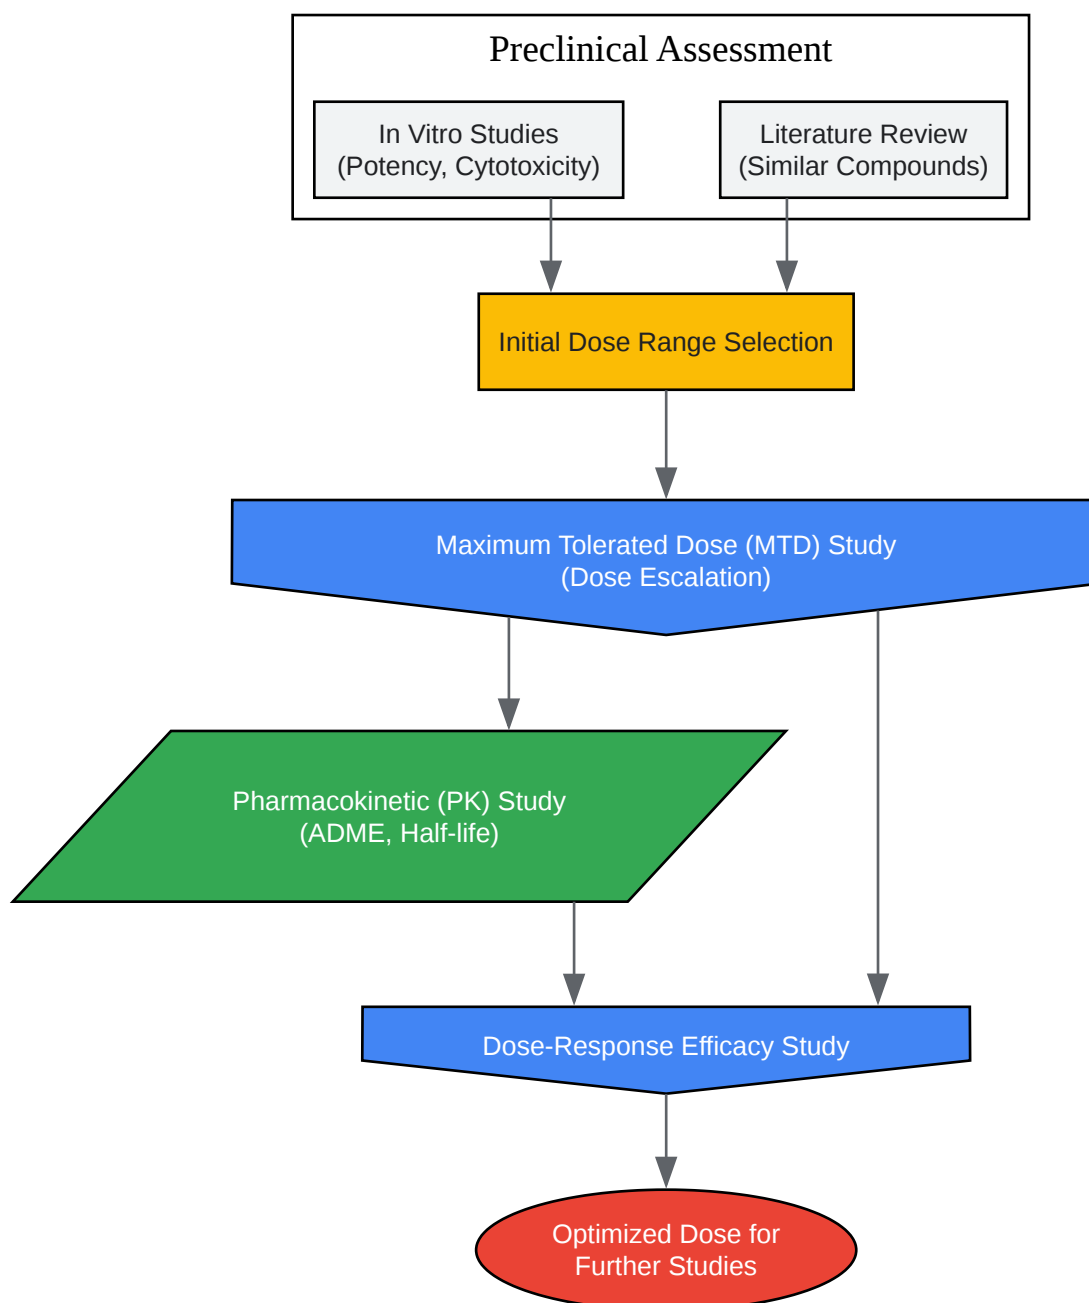 Preclinical Assessment
In Vitro Studies
(Potency, Cytotoxicity)
Literature Review
(Similar Compounds)
Initial Dose Range Selection
Maximum Tolerated Dose (MTD) Study
(Dose Escalation)
Pharmacokinetic (PK) Study
(ADME, Half-life)
Dose-Response Efficacy Study
Optimized Dose for
Further Studies